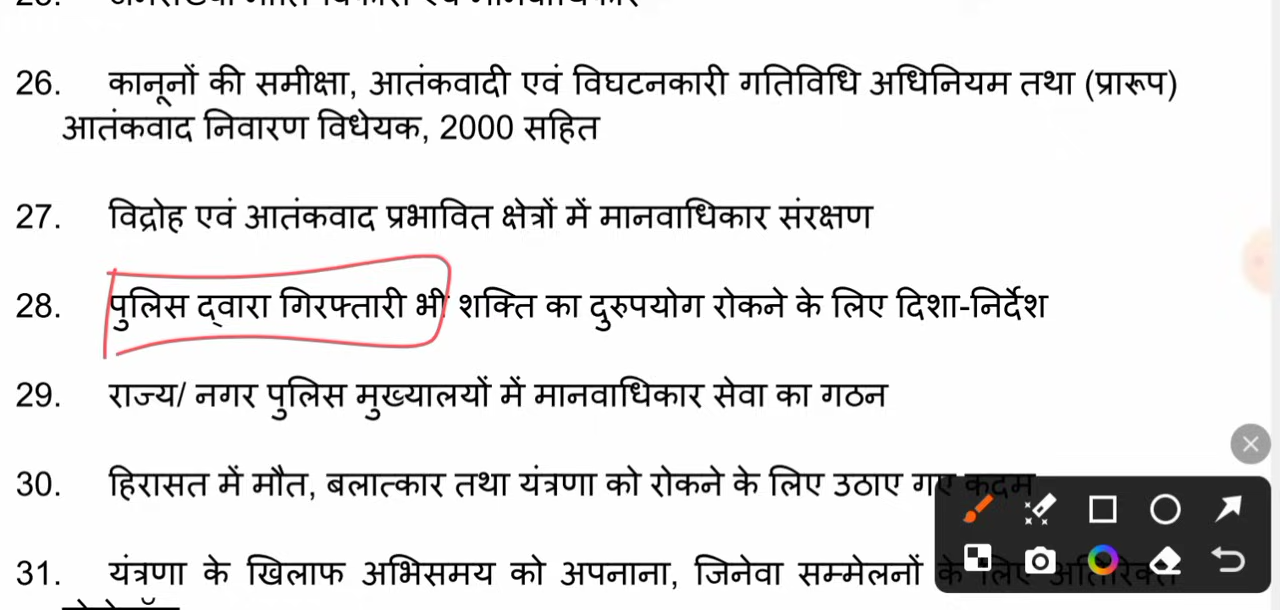 26. कानूनों की समीक्षा, आतंकवादी एवं विघटनकारी गतिविधि अधिनियम तथा (प्रारूप)
आतंकवाद निवारण विधेयक, 2000 सहित
27. विद्रोह एवं आतंकवाद प्रभावित क्षेत्रों में मानवाधिकार संरक्षण
28. पुलिस द्वारा गिरफ्तारी भी शक्ति का दुरुपयोग रोकने के लिए दिशा-निर्देश
29. राज्य/ नगर पुलिस मुख्यालयों में मानवाधिकार सेवा का गठन
30. हिरासत में मौत, बलात्कार तथा यंत्रणा को रोकने के लिए उठाए गए कदम
31. यंत्रणा के खिलाफ अभिसमय को अपनाना, जिनेवा सम्मेलनों के लिए अतिरिक्त